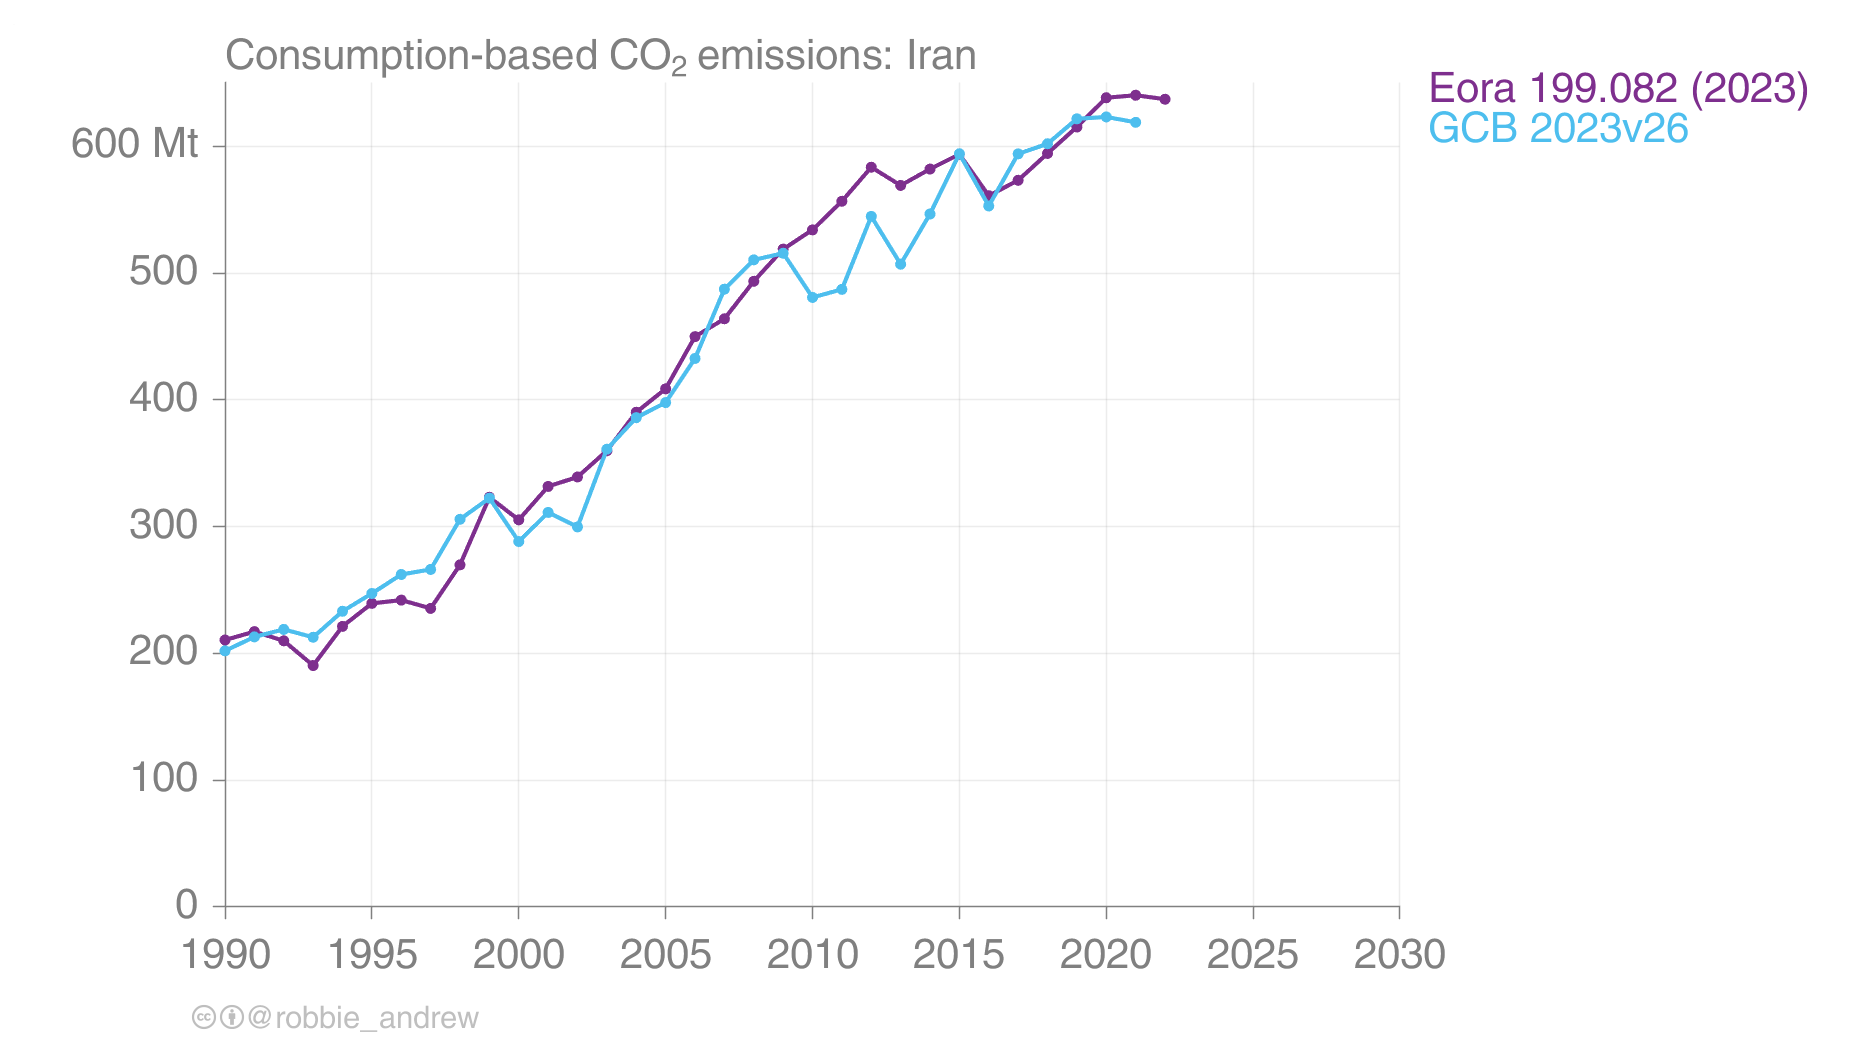 Consumption-based CO₂ emissions: Iran
Eora 199.082 (2023)
GCB 2023v26
600 Mt
500
400
300
200
100
0
1990 1995 2000 2005 2010 2015 2020 2025 2030
@robbie_andrew